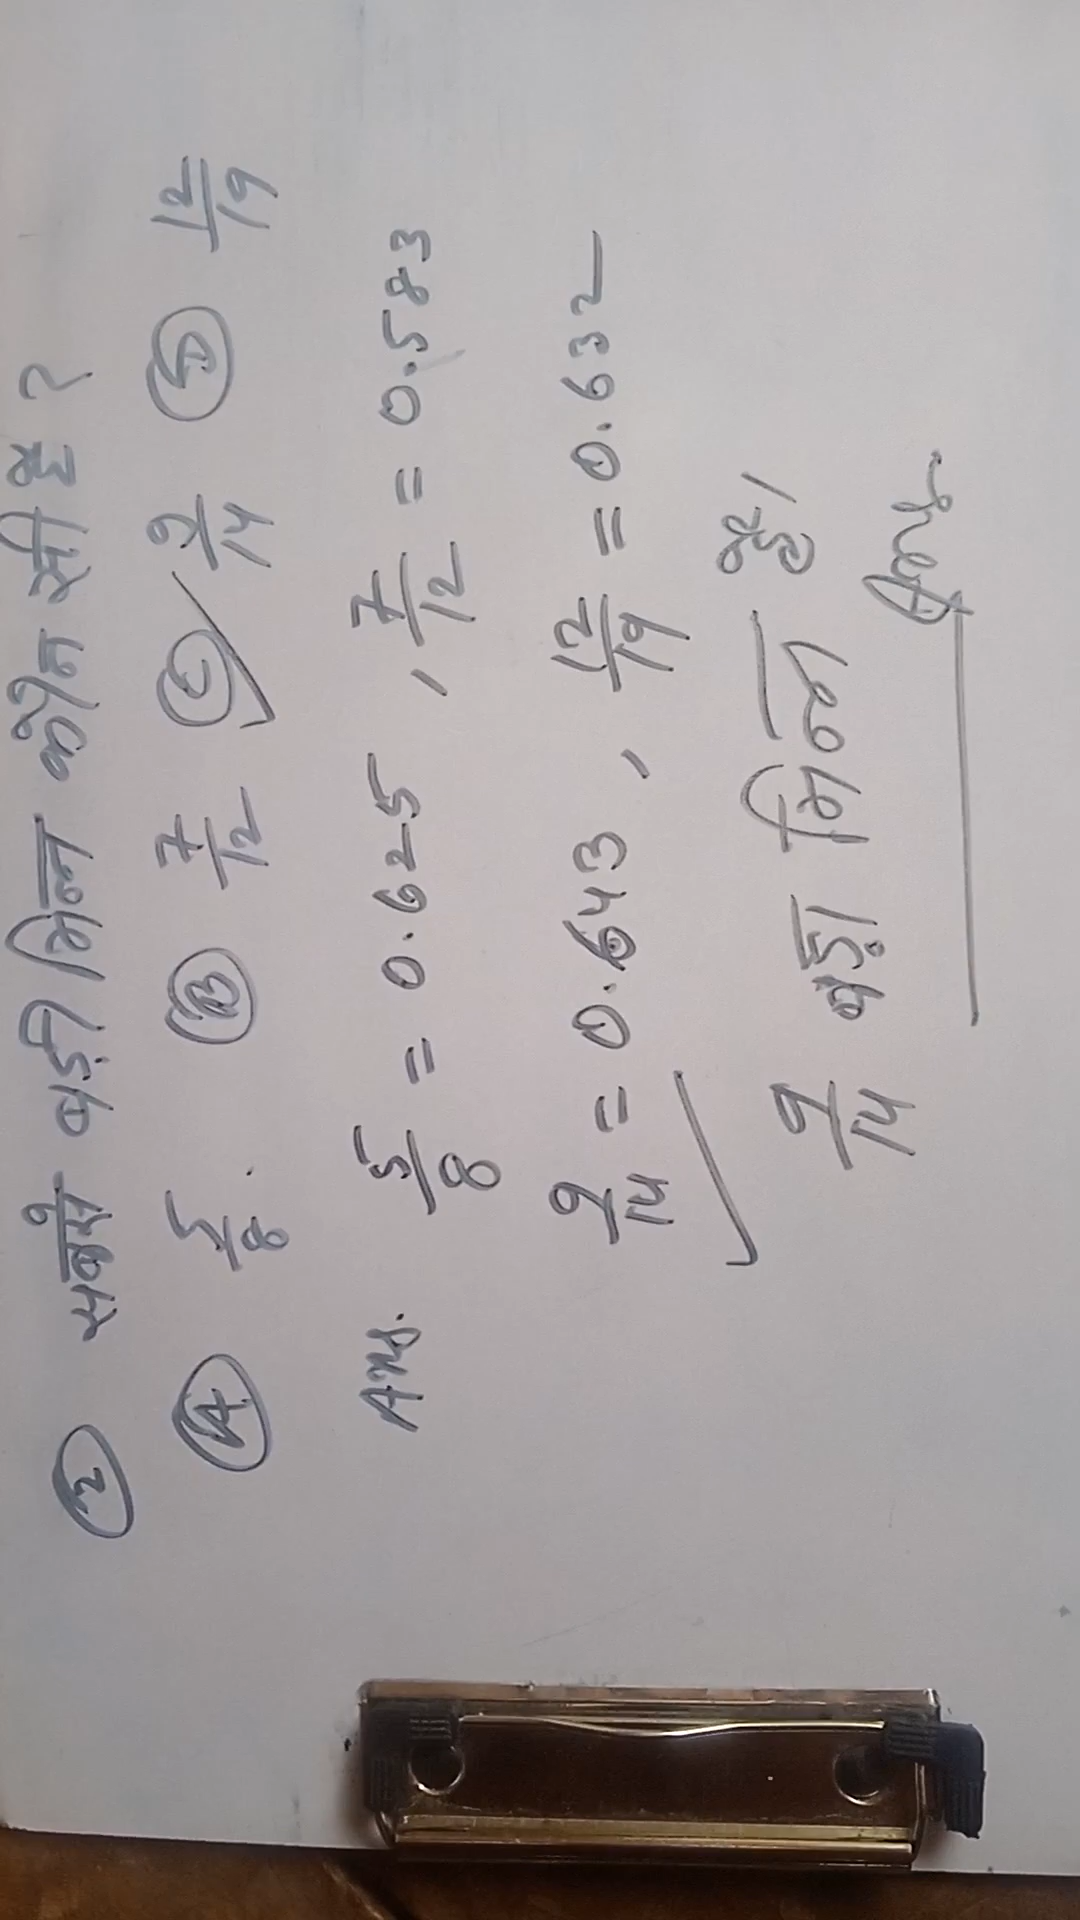 ② सबसे बड़ी भिन्न कौन सी है ?
Ⓐ 5/8. Ⓑ 7/12 Ⓒ 9/14 Ⓓ 12/19
Ans. 5/8 = 0.625 , 7/12 = 0.583
9/14 = 0.643 , 12/19 = 0.632
9/14 बड़ा भिन्न है।
Ans.